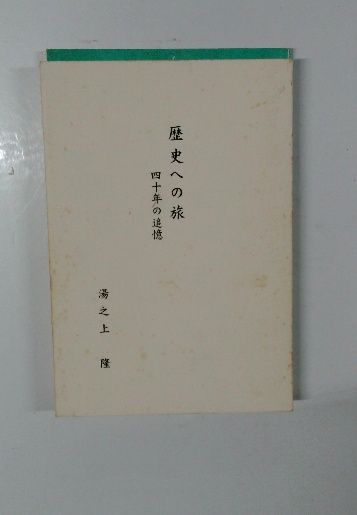 歴史への旅
四十年の追憶
湯之上 隆